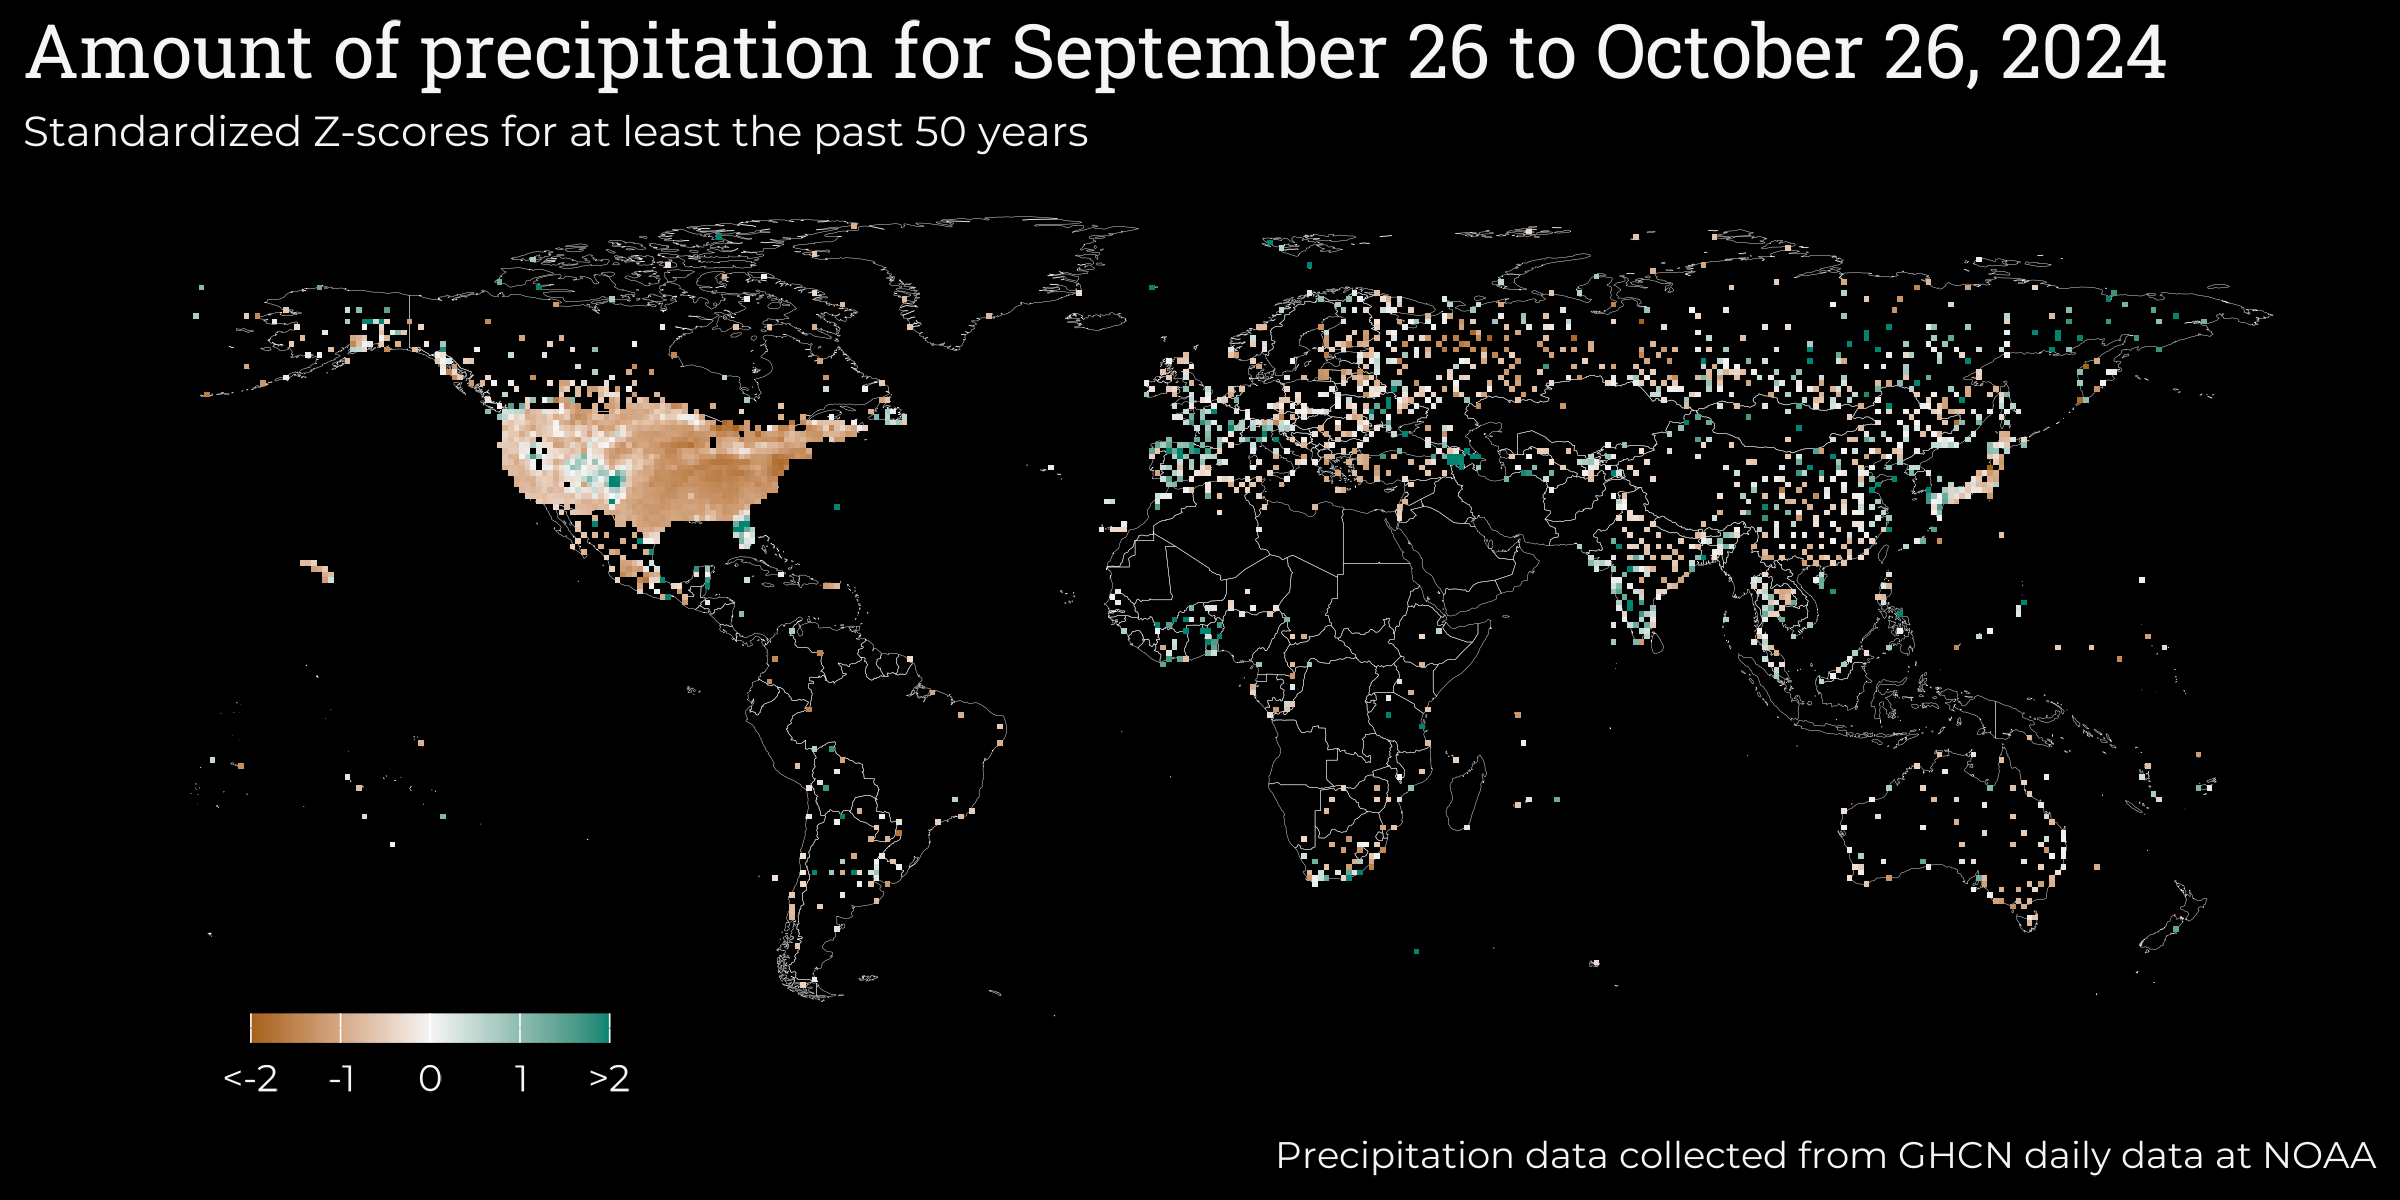 Amount of precipitation for September 26 to October 26, 2024
Standardized Z-scores for at least the past 50 years
<-2 -1 0 1 >2
Precipitation data collected from GHCN daily data at NOAA